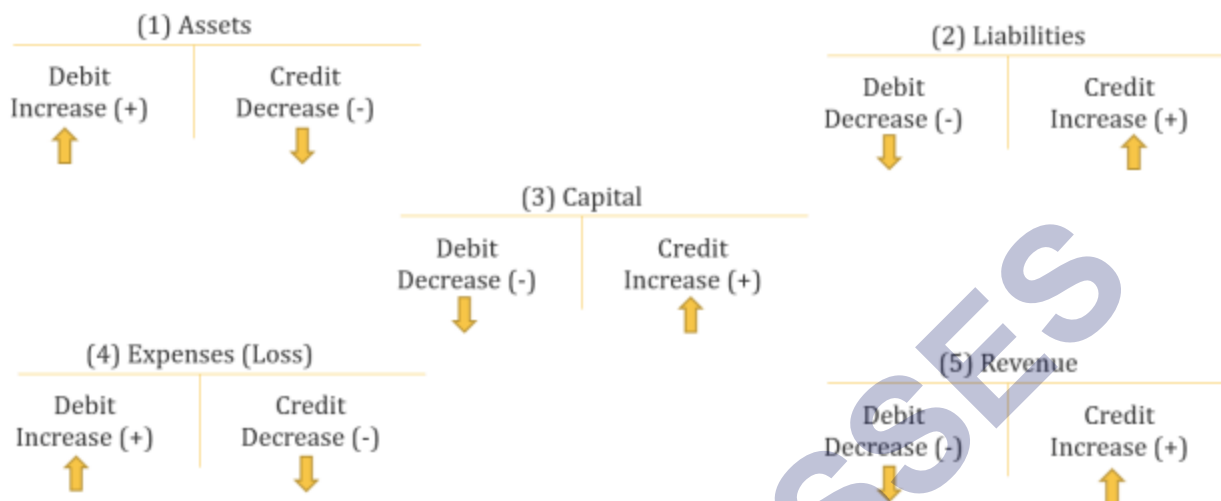 (1) Assets
Debit Credit
Increase (+) Decrease (-)
(2) Liabilities
Debit Credit
Decrease (-) Increase (+)
(3) Capital
Debit Credit
Decrease (-) Increase (+)
(4) Expenses (Loss)
Debit Credit
Increase (+) Decrease (-)
(5) Revenue
Debit Credit
Decrease (-) Increase (+)
SSES